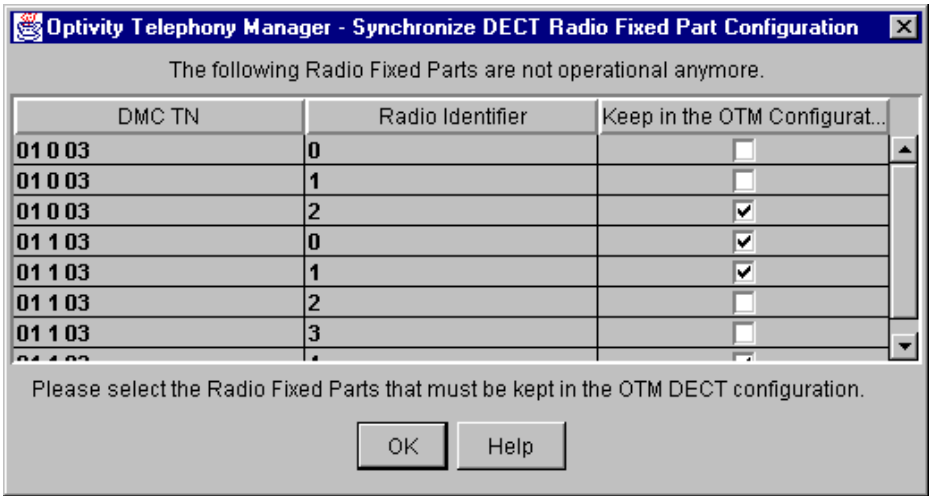 Optivity Telephony Manager - Synchronize DECT Radio Fixed Part Configuration
The following Radio Fixed Parts are not operational anymore.
DMC TN Radio Identifier Keep in the OTM Configurat...
01 0 03 0
01 0 03 1
01 0 03 2
01 1 03 0
01 1 03 1
01 1 03 2
01 1 03 3
Please select the Radio Fixed Parts that must be kept in the OTM DECT configuration.
OK Help